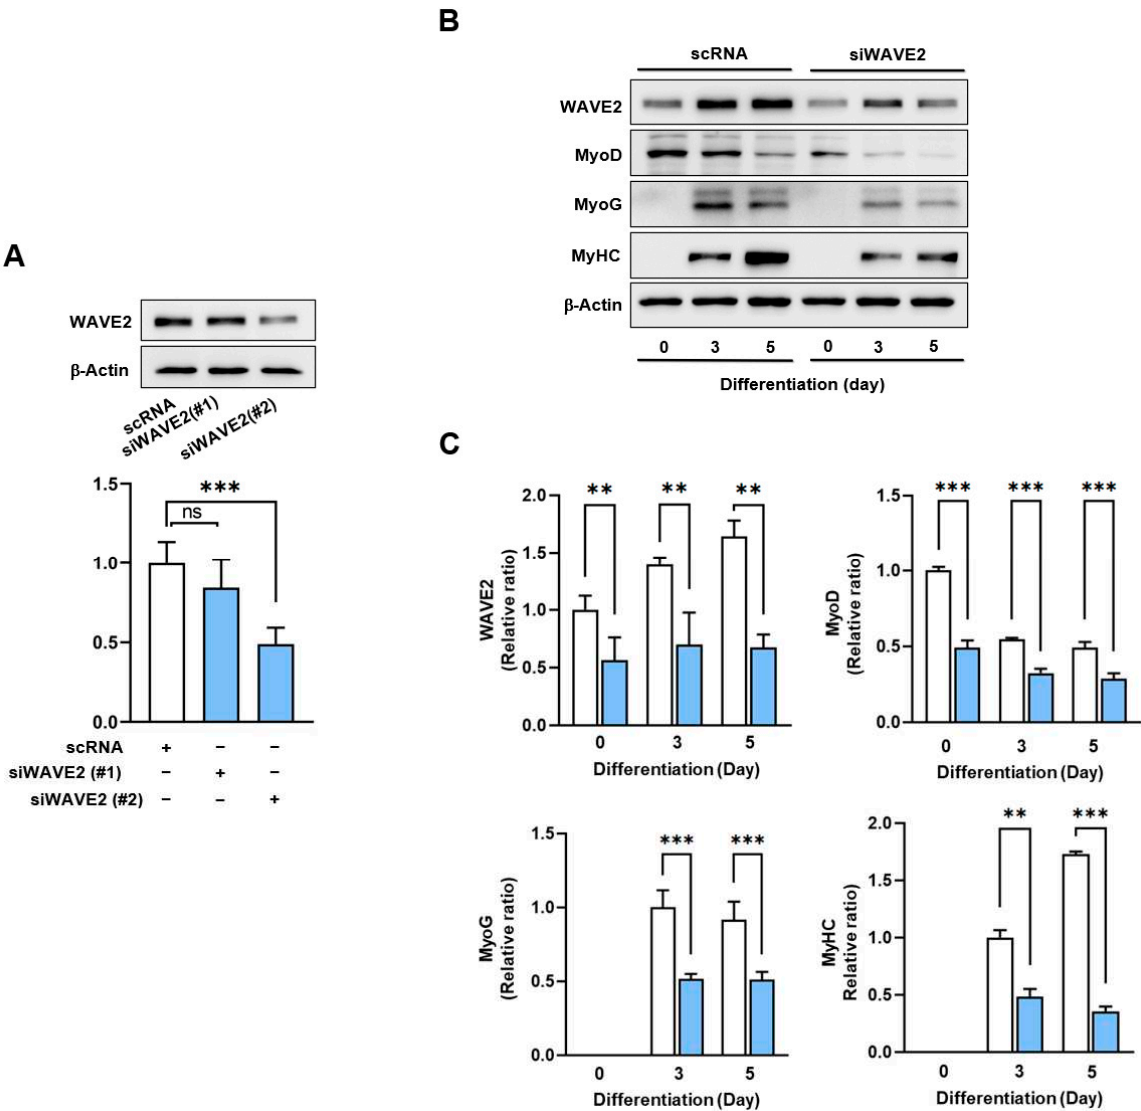 B
scRNA siWAVE2
WAVE2
MyoD
MyoG
MyHC
β-Actin
0 3 5 0 3 5
Differentiation (day)
A
WAVE2
β-Actin
scRNA
siWAVE2(#1)
siWAVE2(#2)
1.5
1.0
0.5
0.0
***
ns
scRNA + − −
siWAVE2 (#1) − + −
siWAVE2 (#2) − − +
C
WAVE2
(Relative ratio)
2.0
1.5
1.0
0.5
0.0
** ** **
0 3 5
Differentiation (Day)
MyoD
(Relative ratio)
1.5
1.0
0.5
0.0
*** *** ***
0 3 5
Differentiation (Day)
MyoG
(Relative ratio)
1.5
1.0
0.5
0.0
*** ***
0 3 5
Differentiation (Day)
MyHC
Relative ratio)
2.0
1.5
1.0
0.5
0.0
** ***
0 3 5
Differentiation (Day)